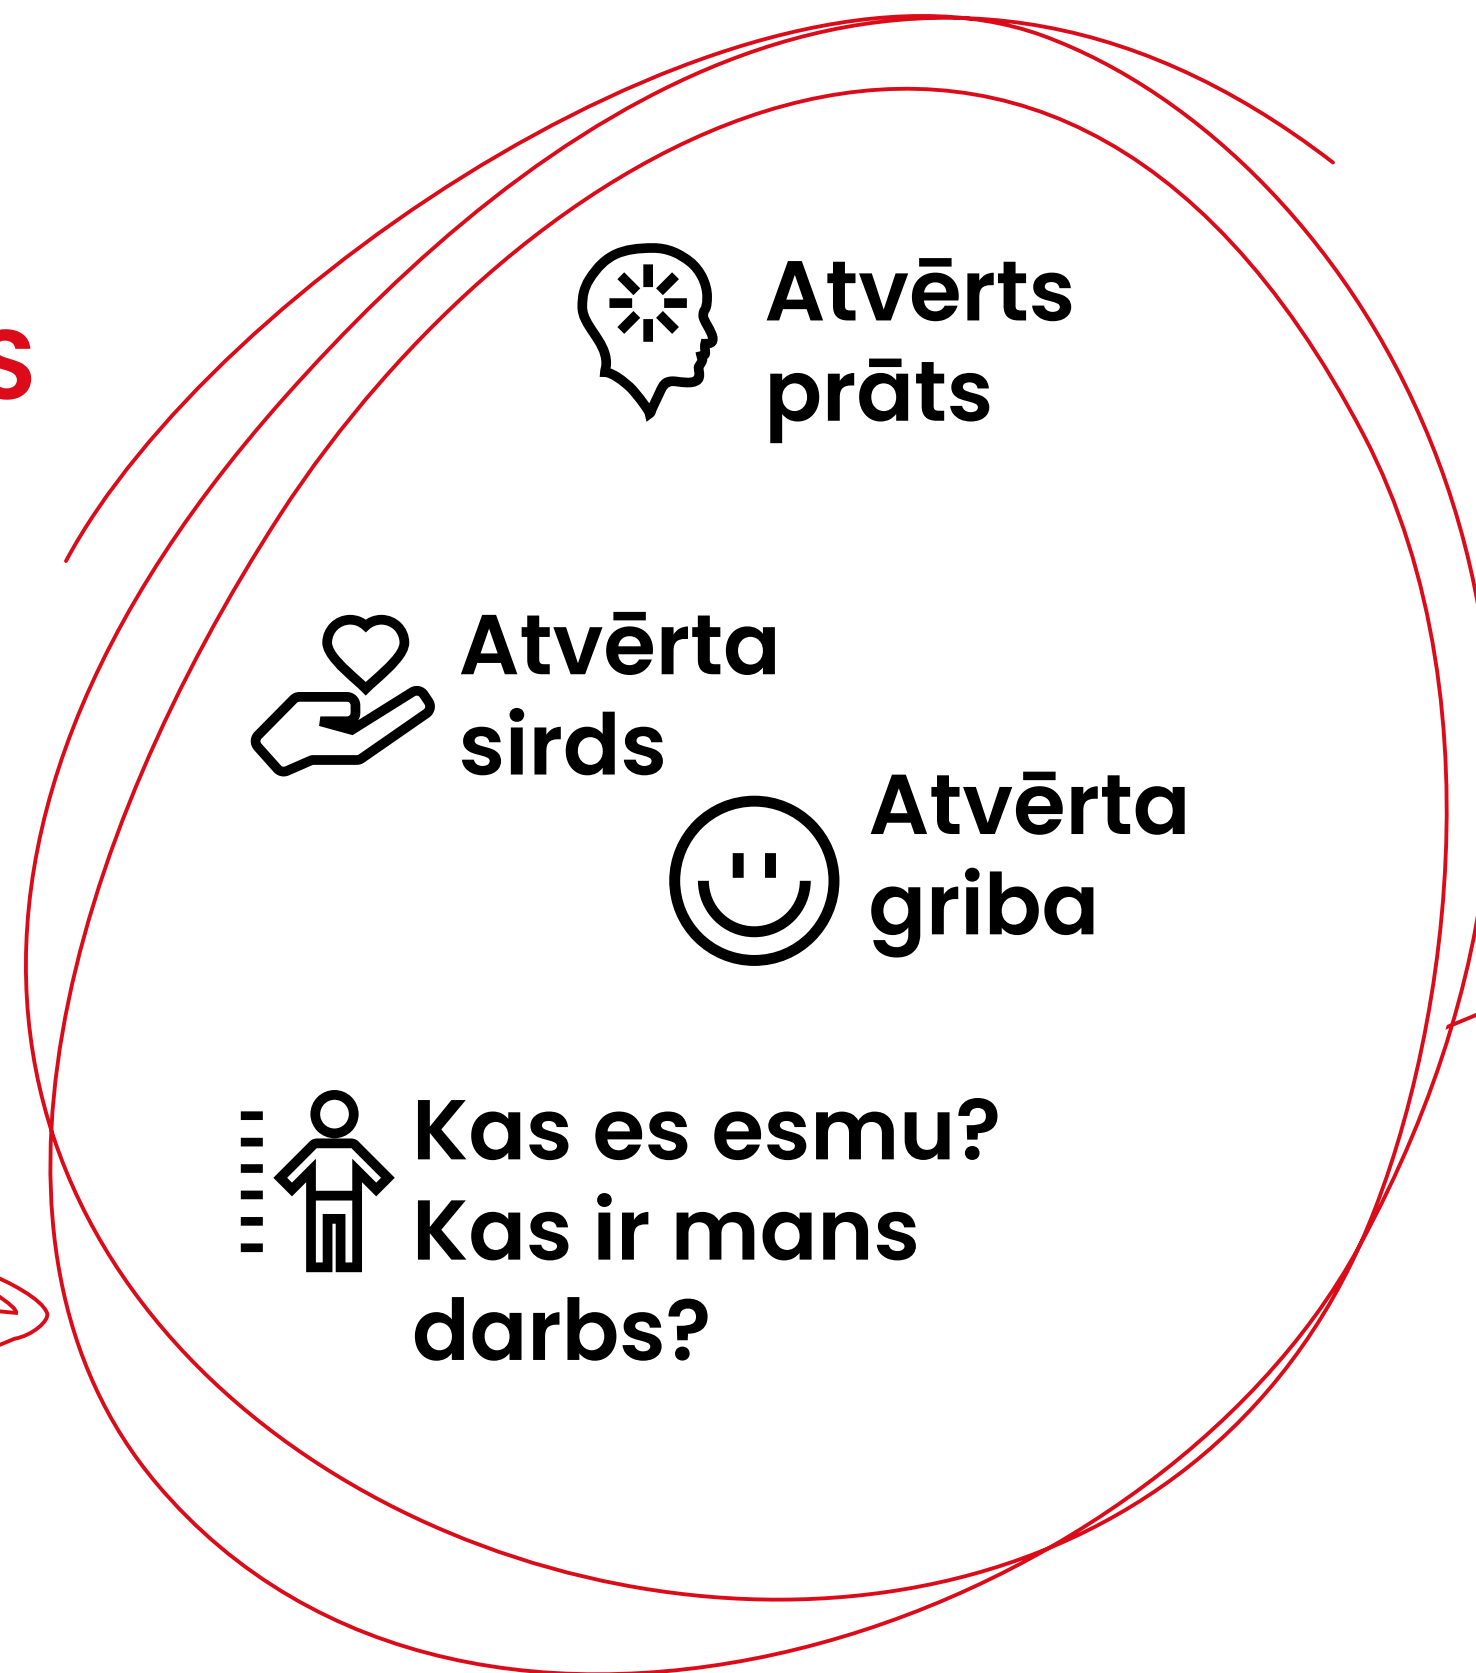 s
Atvērts
prāts
Atvērta
sirds
Atvērta
griba
Kas es esmu?
Kas ir mans
darbs?